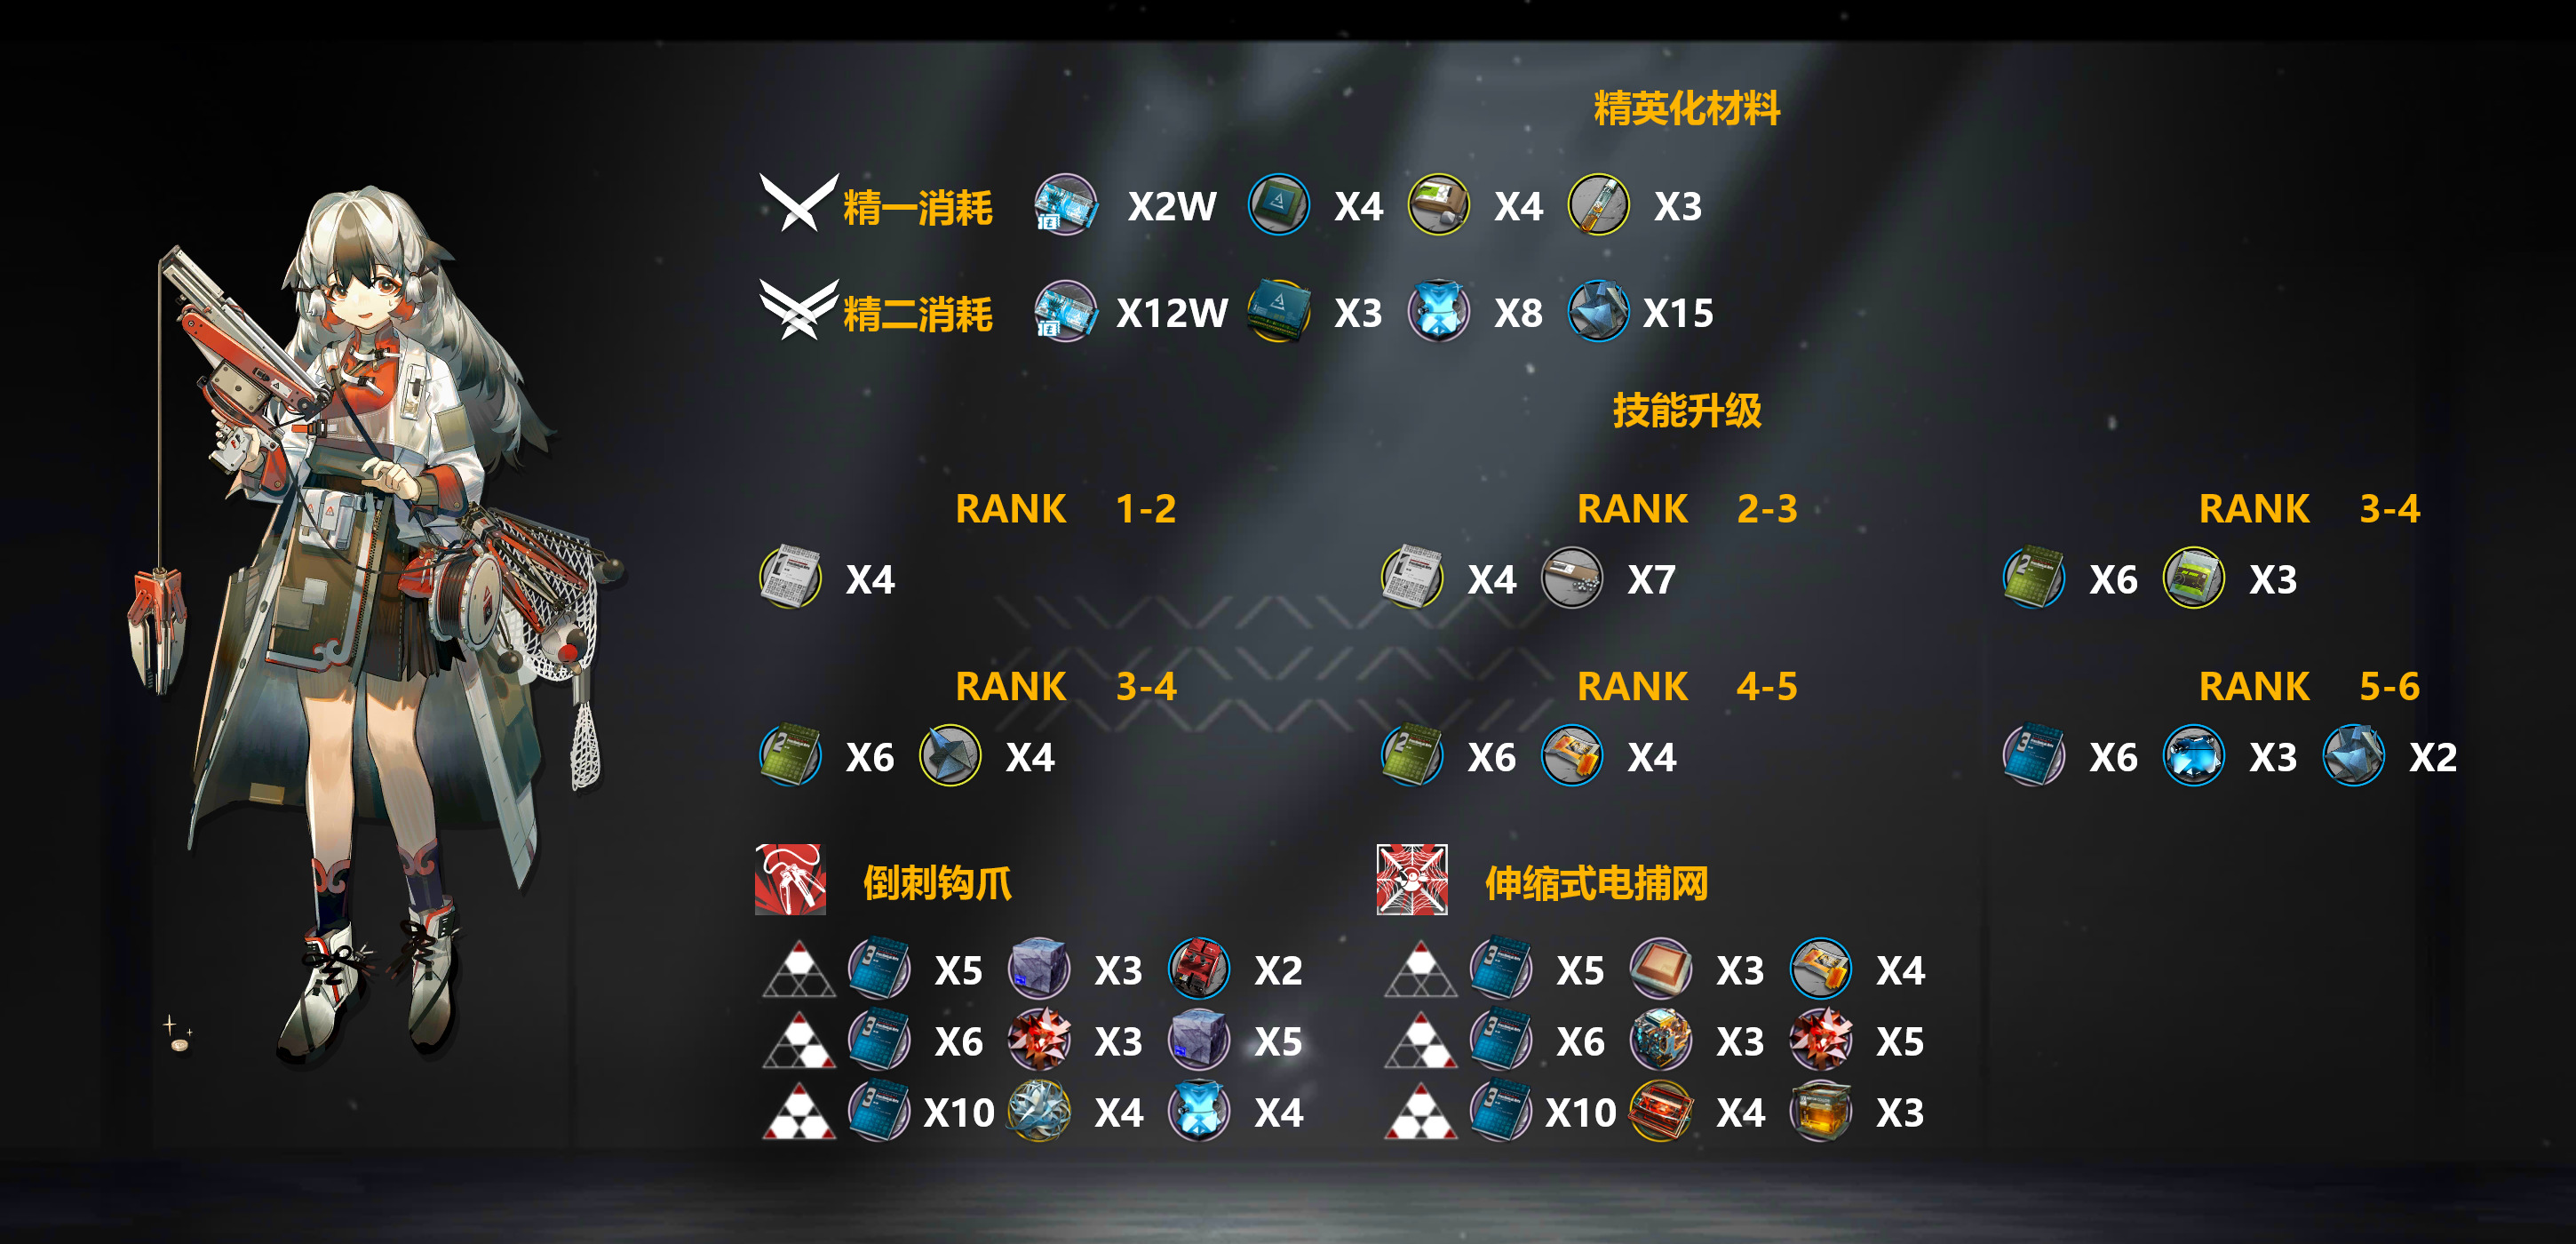 精英化材料
精一消耗 X2W X4 X4 X3
精二消耗 X12W X3 X8 X15
技能升级
RANK 1-2 RANK 2-3 RANK 3-4
X4 X4 X7 X6 X3
RANK 3-4 RANK 4-5 RANK 5-6
X6 X4 X6 X4 X6 X3 X2
倒刺钩爪 伸缩式电捕网
X5 X3 X2 X5 X3 X4
X6 X3 X5 X6 X3 X5
X10 X4 X4 X10 X4 X3